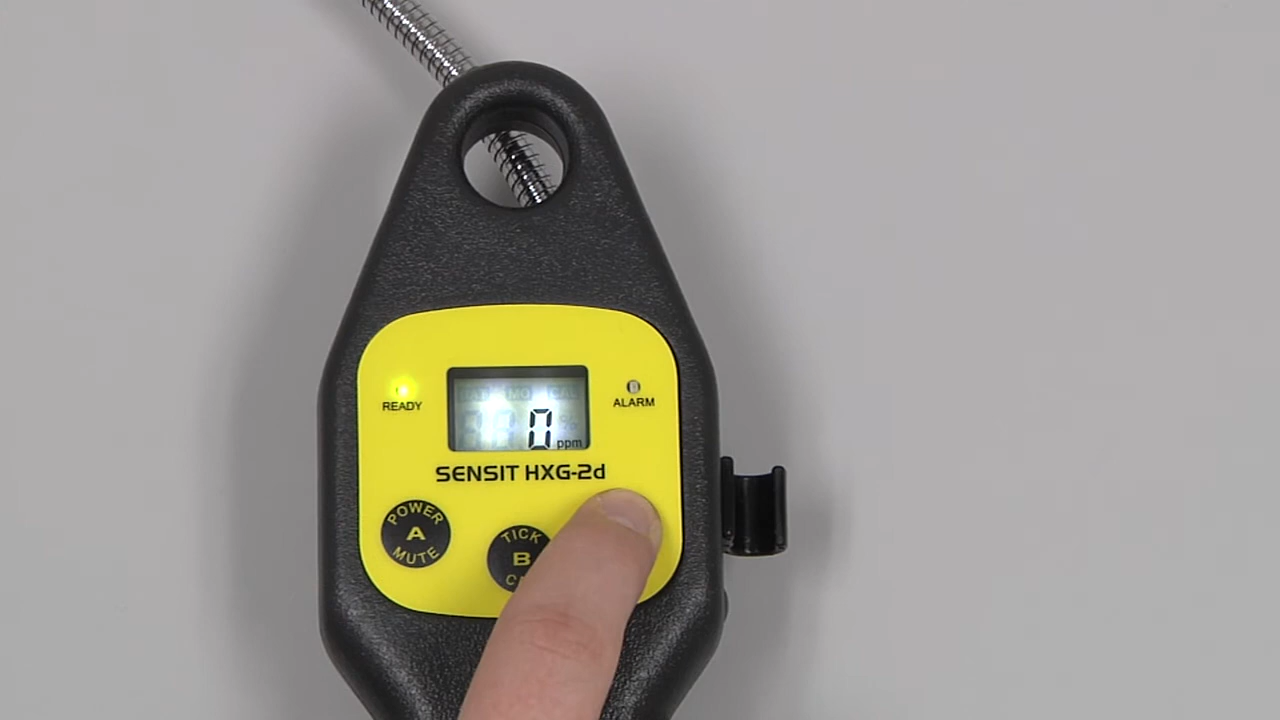 READY
ALARM
0 ppm
SENSIT HXG-2d
POWER
A
MUTE
TICK
B